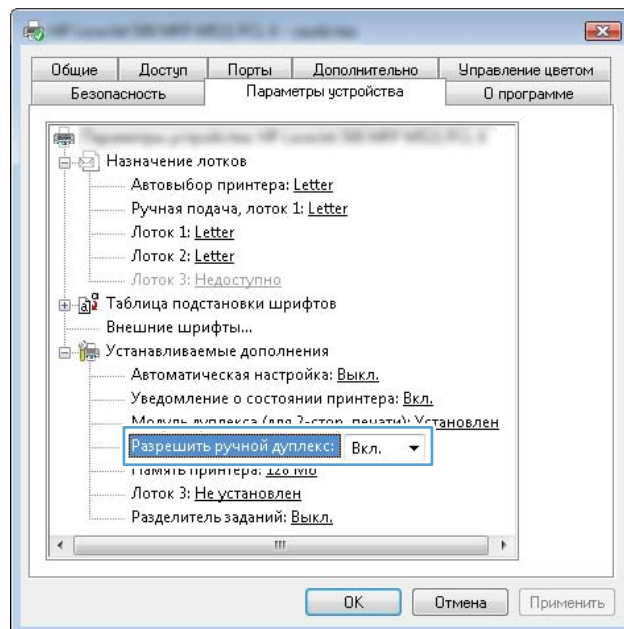 Общие Доступ Порты Дополнительно Управление цветом
Безопасность Параметры устройства О программе
Назначение лотков
Автовыбор принтера: Letter
Ручная подача, лоток 1: Letter
Лоток 1: Letter
Лоток 2: Letter
Лоток 3: Недоступно
Таблица подстановки шрифтов
Внешние шрифты...
Устанавливаемые дополнения
Автоматическая настройка: Выкл.
Уведомление о состоянии принтера: Вкл.
Модуль дуплекса (для 2-стор. печати): Установлен
Разрешить ручной дуплекс: Вкл.
Память принтера: 128 Мб
Лоток 3: Не установлен
Разделитель заданий: Выкл.
OK Отмена Применить